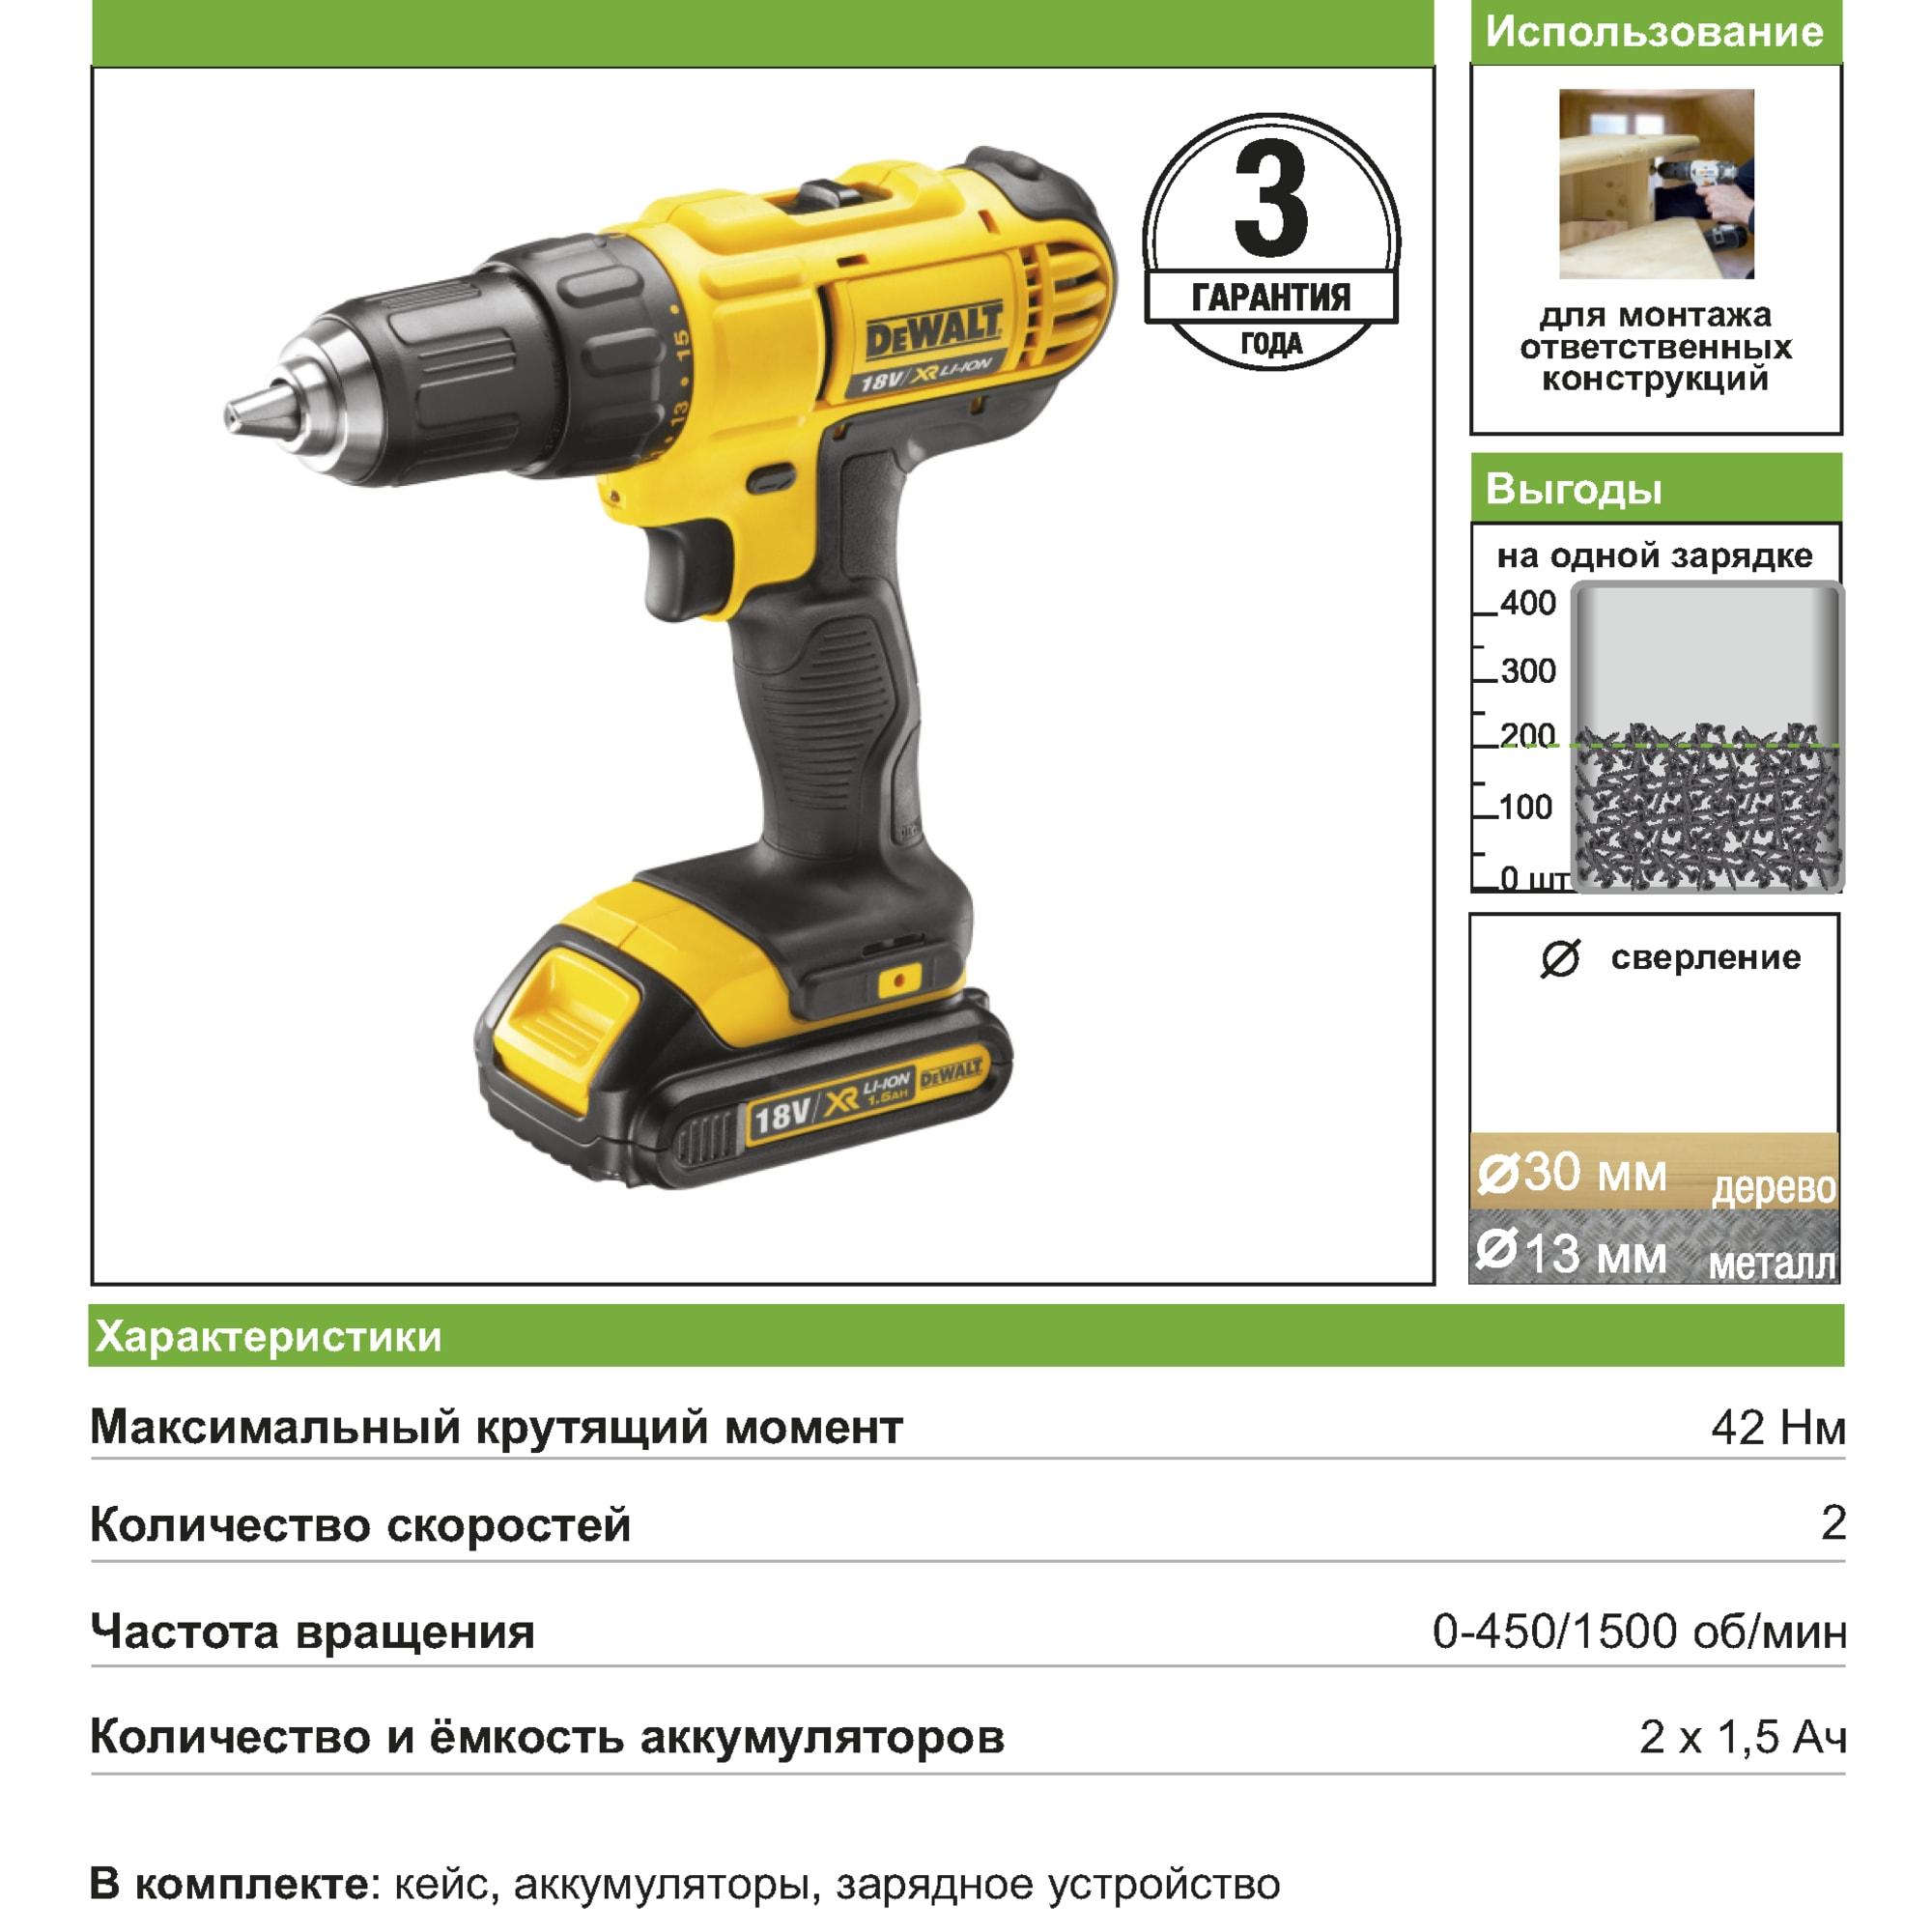 Использование
3
ГАРАНТИЯ
ГОДА
DeWALT
18V/XR LI-ION
15
13
18V/XR LI-ION
1.5AH
DeWALT
для монтажа
ответственных
конструкций
Выгоды
на одной зарядке
400
300
200
100
0 шт
Ø сверление
Ø30 мм дерево
Ø13 мм металл
Характеристики
Максимальный крутящий момент 42 Нм
Количество скоростей 2
Частота вращения 0-450/1500 об/мин
Количество и ёмкость аккумуляторов 2 x 1,5 Ач
В комплекте: кейс, аккумуляторы, зарядное устройство